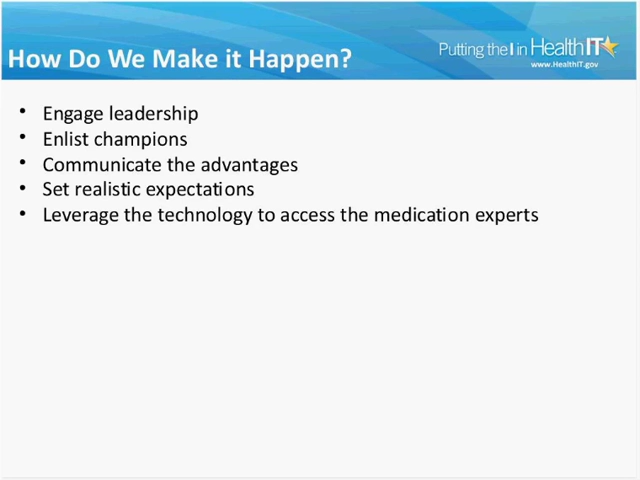 How Do We Make it Happen?
Putting the I in Health IT
www.HealthIT.gov
• Engage leadership
• Enlist champions
• Communicate the advantages
• Set realistic expectations
• Leverage the technology to access the medication experts